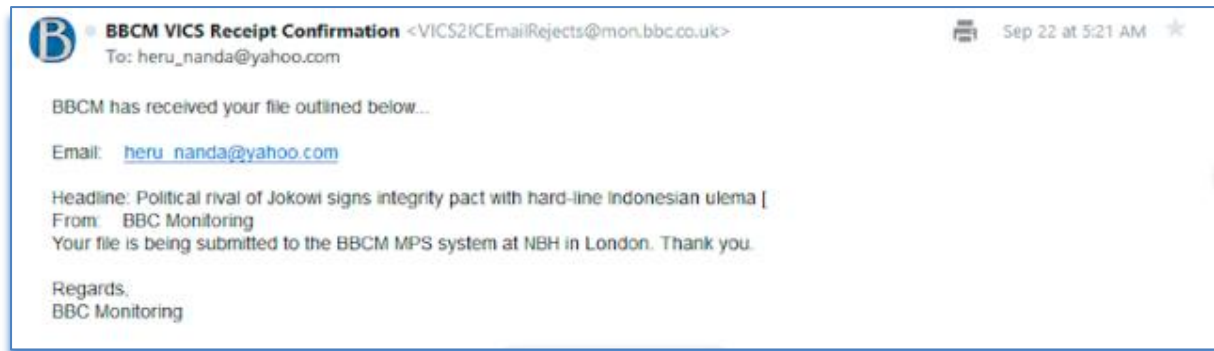 B
BBCM VICS Receipt Confirmation <VICS2ICEmailRejects@mon.bbc.co.uk>
Sep 22 at 5:21 AM
To: heru_nanda@yahoo.com
BBCM has received your file outlined below...
Email: heru_nanda@yahoo.com
Headline: Political rival of Jokowi signs integrity pact with hard-line Indonesian ulema [
From: BBC Monitoring
Your file is being submitted to the BBCM MPS system at NBH in London. Thank you.
Regards,
BBC Monitoring